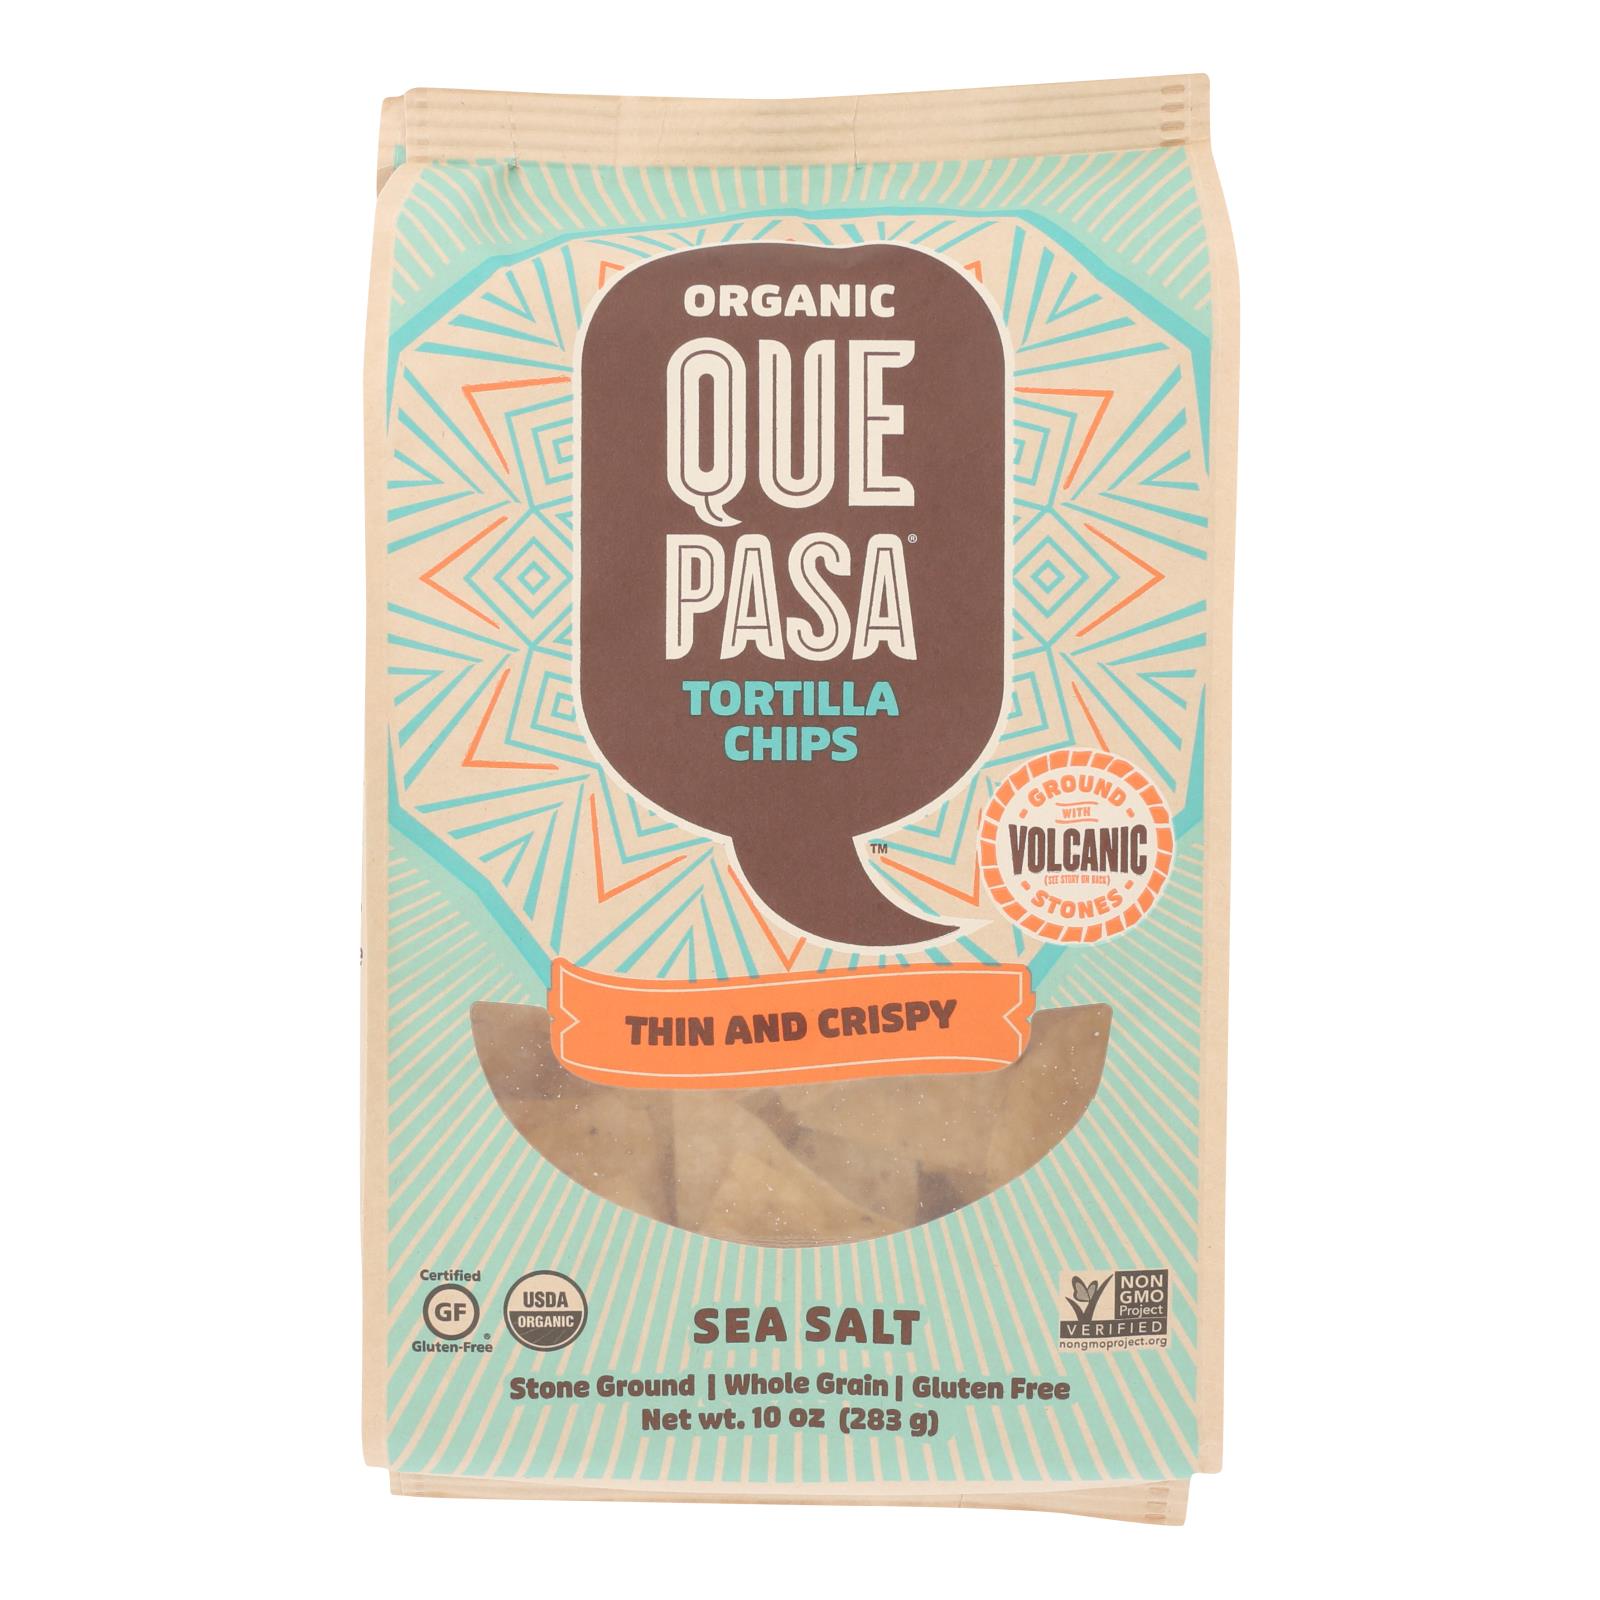 ORGANIC
QUE
PASA®
TORTILLA
CHIPS
™
GROUND
WITH
VOLCANIC
(SEE STORY ON BACK)
STONES
THIN AND CRISPY
Certified
GF
®
Gluten-Free
USDA
ORGANIC
SEA SALT
NON
GMO
Project
VERIFIED
nongmoproject.org
Stone Ground | Whole Grain | Gluten Free
Net wt. 10 oz (283 g)